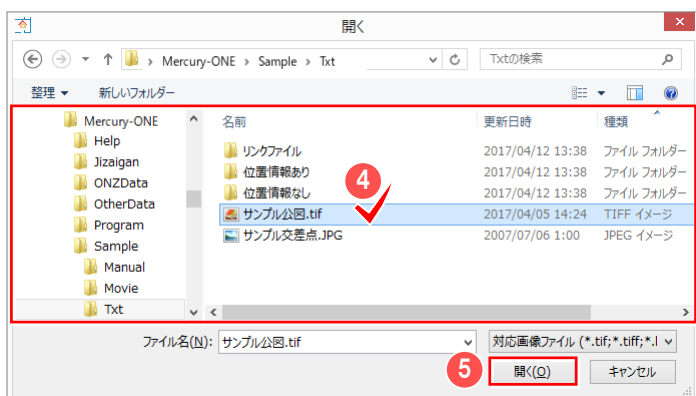 開く
Mercury-ONE › Sample › Txt
Txtの検索
整理 新しいフォルダー
Mercury-ONE
Help
Jizaigan
ONZData
OtherData
Program
Sample
Manual
Movie
Txt
名前 更新日時 種類
リンクファイル 2017/04/12 13:38 ファイル フォルダー
位置情報あり 2017/04/12 13:38 ファイル フォルダー
位置情報なし 2017/04/12 13:38 ファイル フォルダー
サンプル公図.tif 2017/04/05 14:24 TIFF イメージ
サンプル交差点.JPG 2007/07/06 1:00 JPEG イメージ
4
ファイル名(N): サンプル公図.tif 対応画像ファイル (*.tif;*.tiff;*.l
5
開く(O) キャンセル